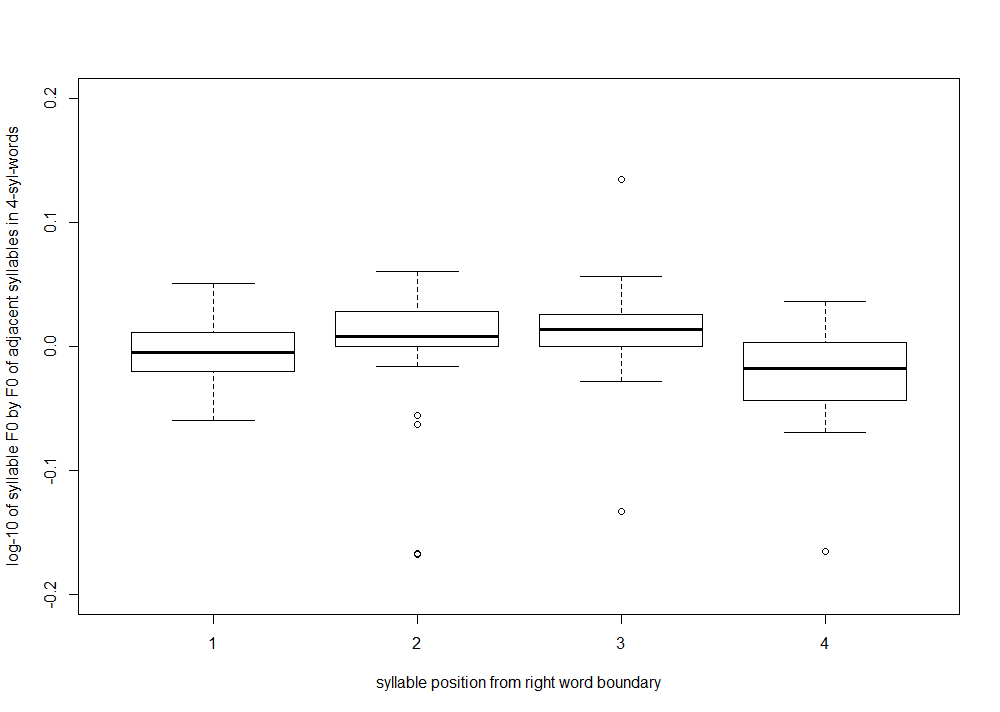 log-10 of syllable F0 by F0 of adjacent syllables in 4-syl-words
0.2
0.1
0.0
-0.1
-0.2
1 2 3 4
syllable position from right word boundary